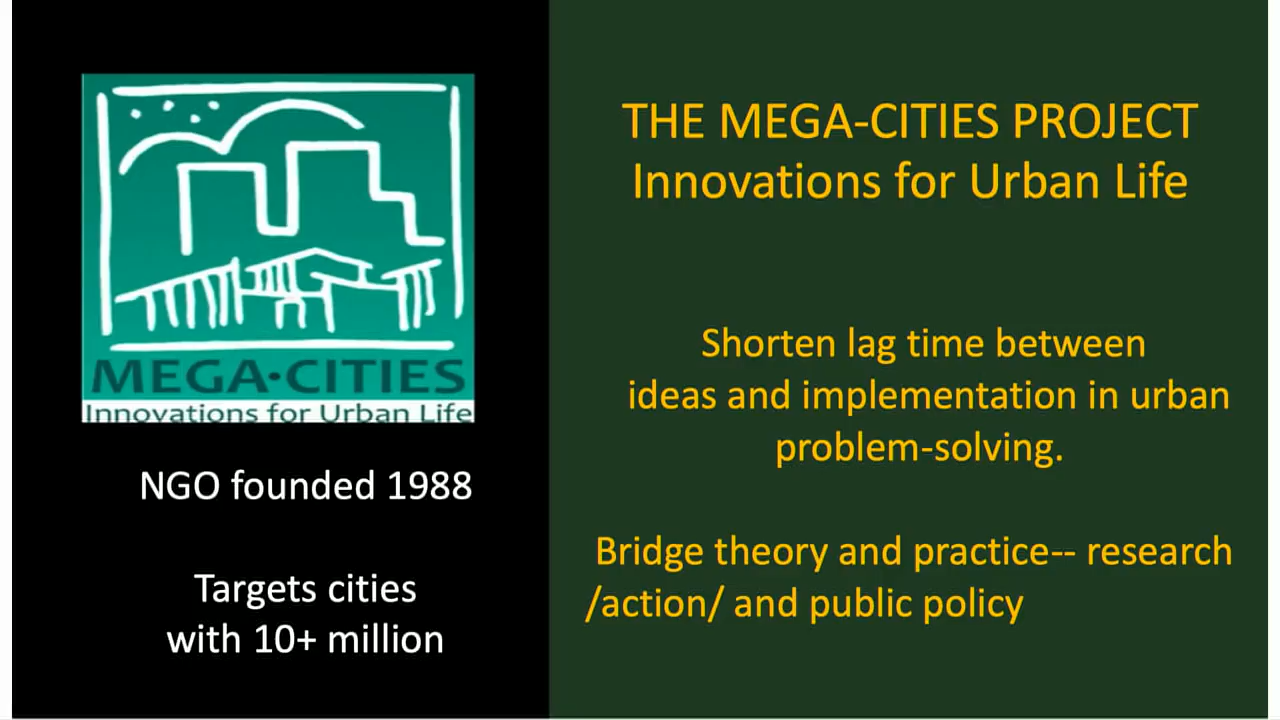 MEGA•CITIES
Innovations for Urban Life
NGO founded 1988
Targets cities
with 10+ million
THE MEGA-CITIES PROJECT
Innovations for Urban Life
Shorten lag time between
ideas and implementation in urban
problem-solving.
Bridge theory and practice-- research
/action/ and public policy